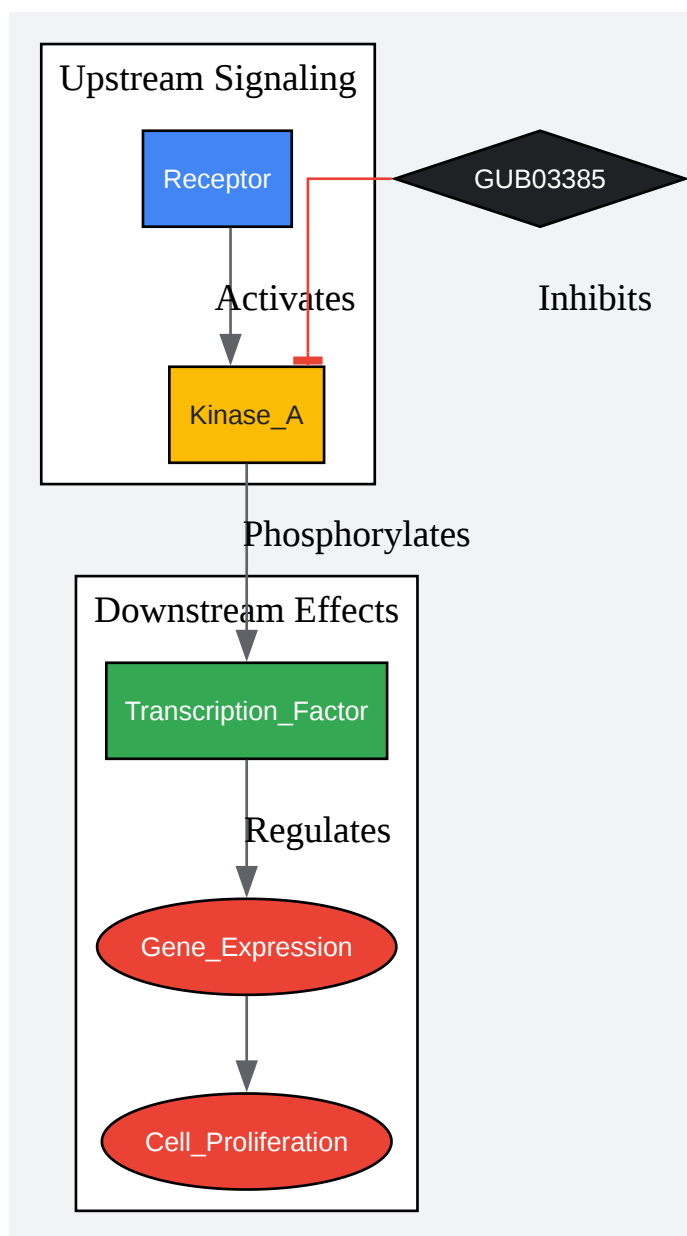 Upstream Signaling
Receptor
GUB03385
Activates
Inhibits
Kinase_A
Phosphorylates
Downstream Effects
Transcription_Factor
Regulates
Gene_Expression
Cell_Proliferation